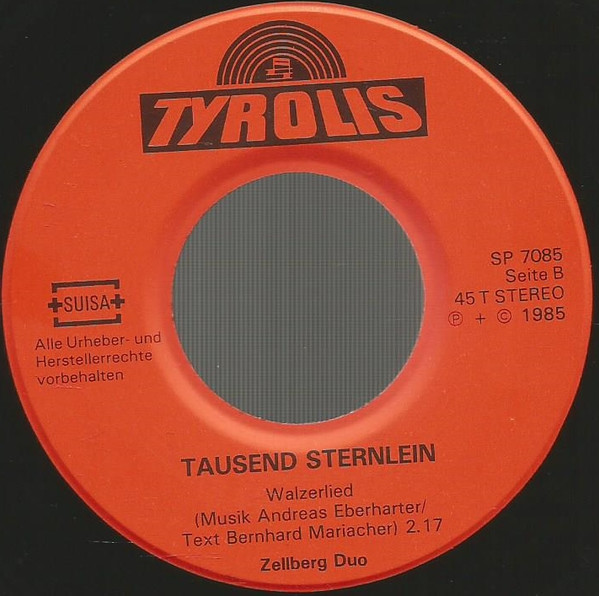 TYROLIS
SP 7085
Seite B
45 T STEREO
℗ + © 1985
+SUISA+
Alle Urheber- und
Herstellerrechte
vorbehalten
TAUSEND STERNLEIN
Walzerlied
(Musik Andreas Eberharter/
Text Bernhard Mariacher) 2.17
Zellberg Duo